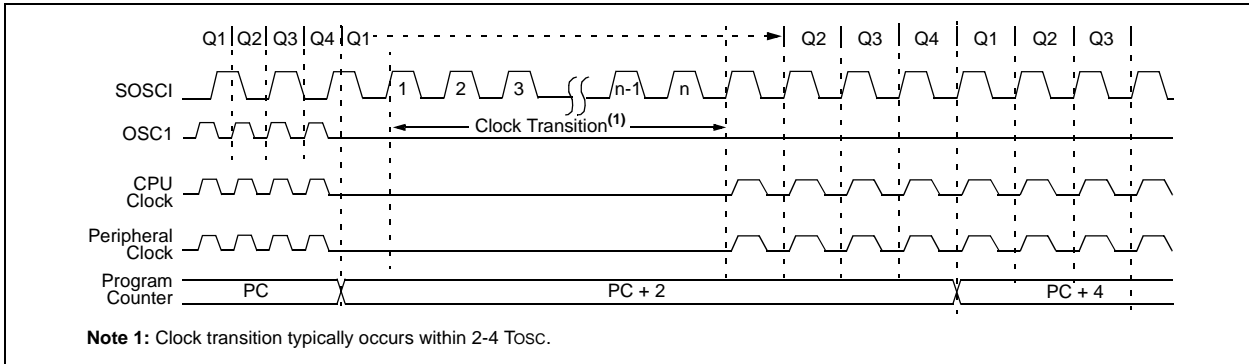 Q1 Q2 Q3 Q4 Q1 Q2 Q3 Q4 Q1 Q2 Q3
SOSCI
1 2 3 n-1 n
Clock Transition(1)
OSC1
CPU
Clock
Peripheral
Clock
Program
Counter
PC PC + 2 PC + 4
Note 1: Clock transition typically occurs within 2-4 TOSC.